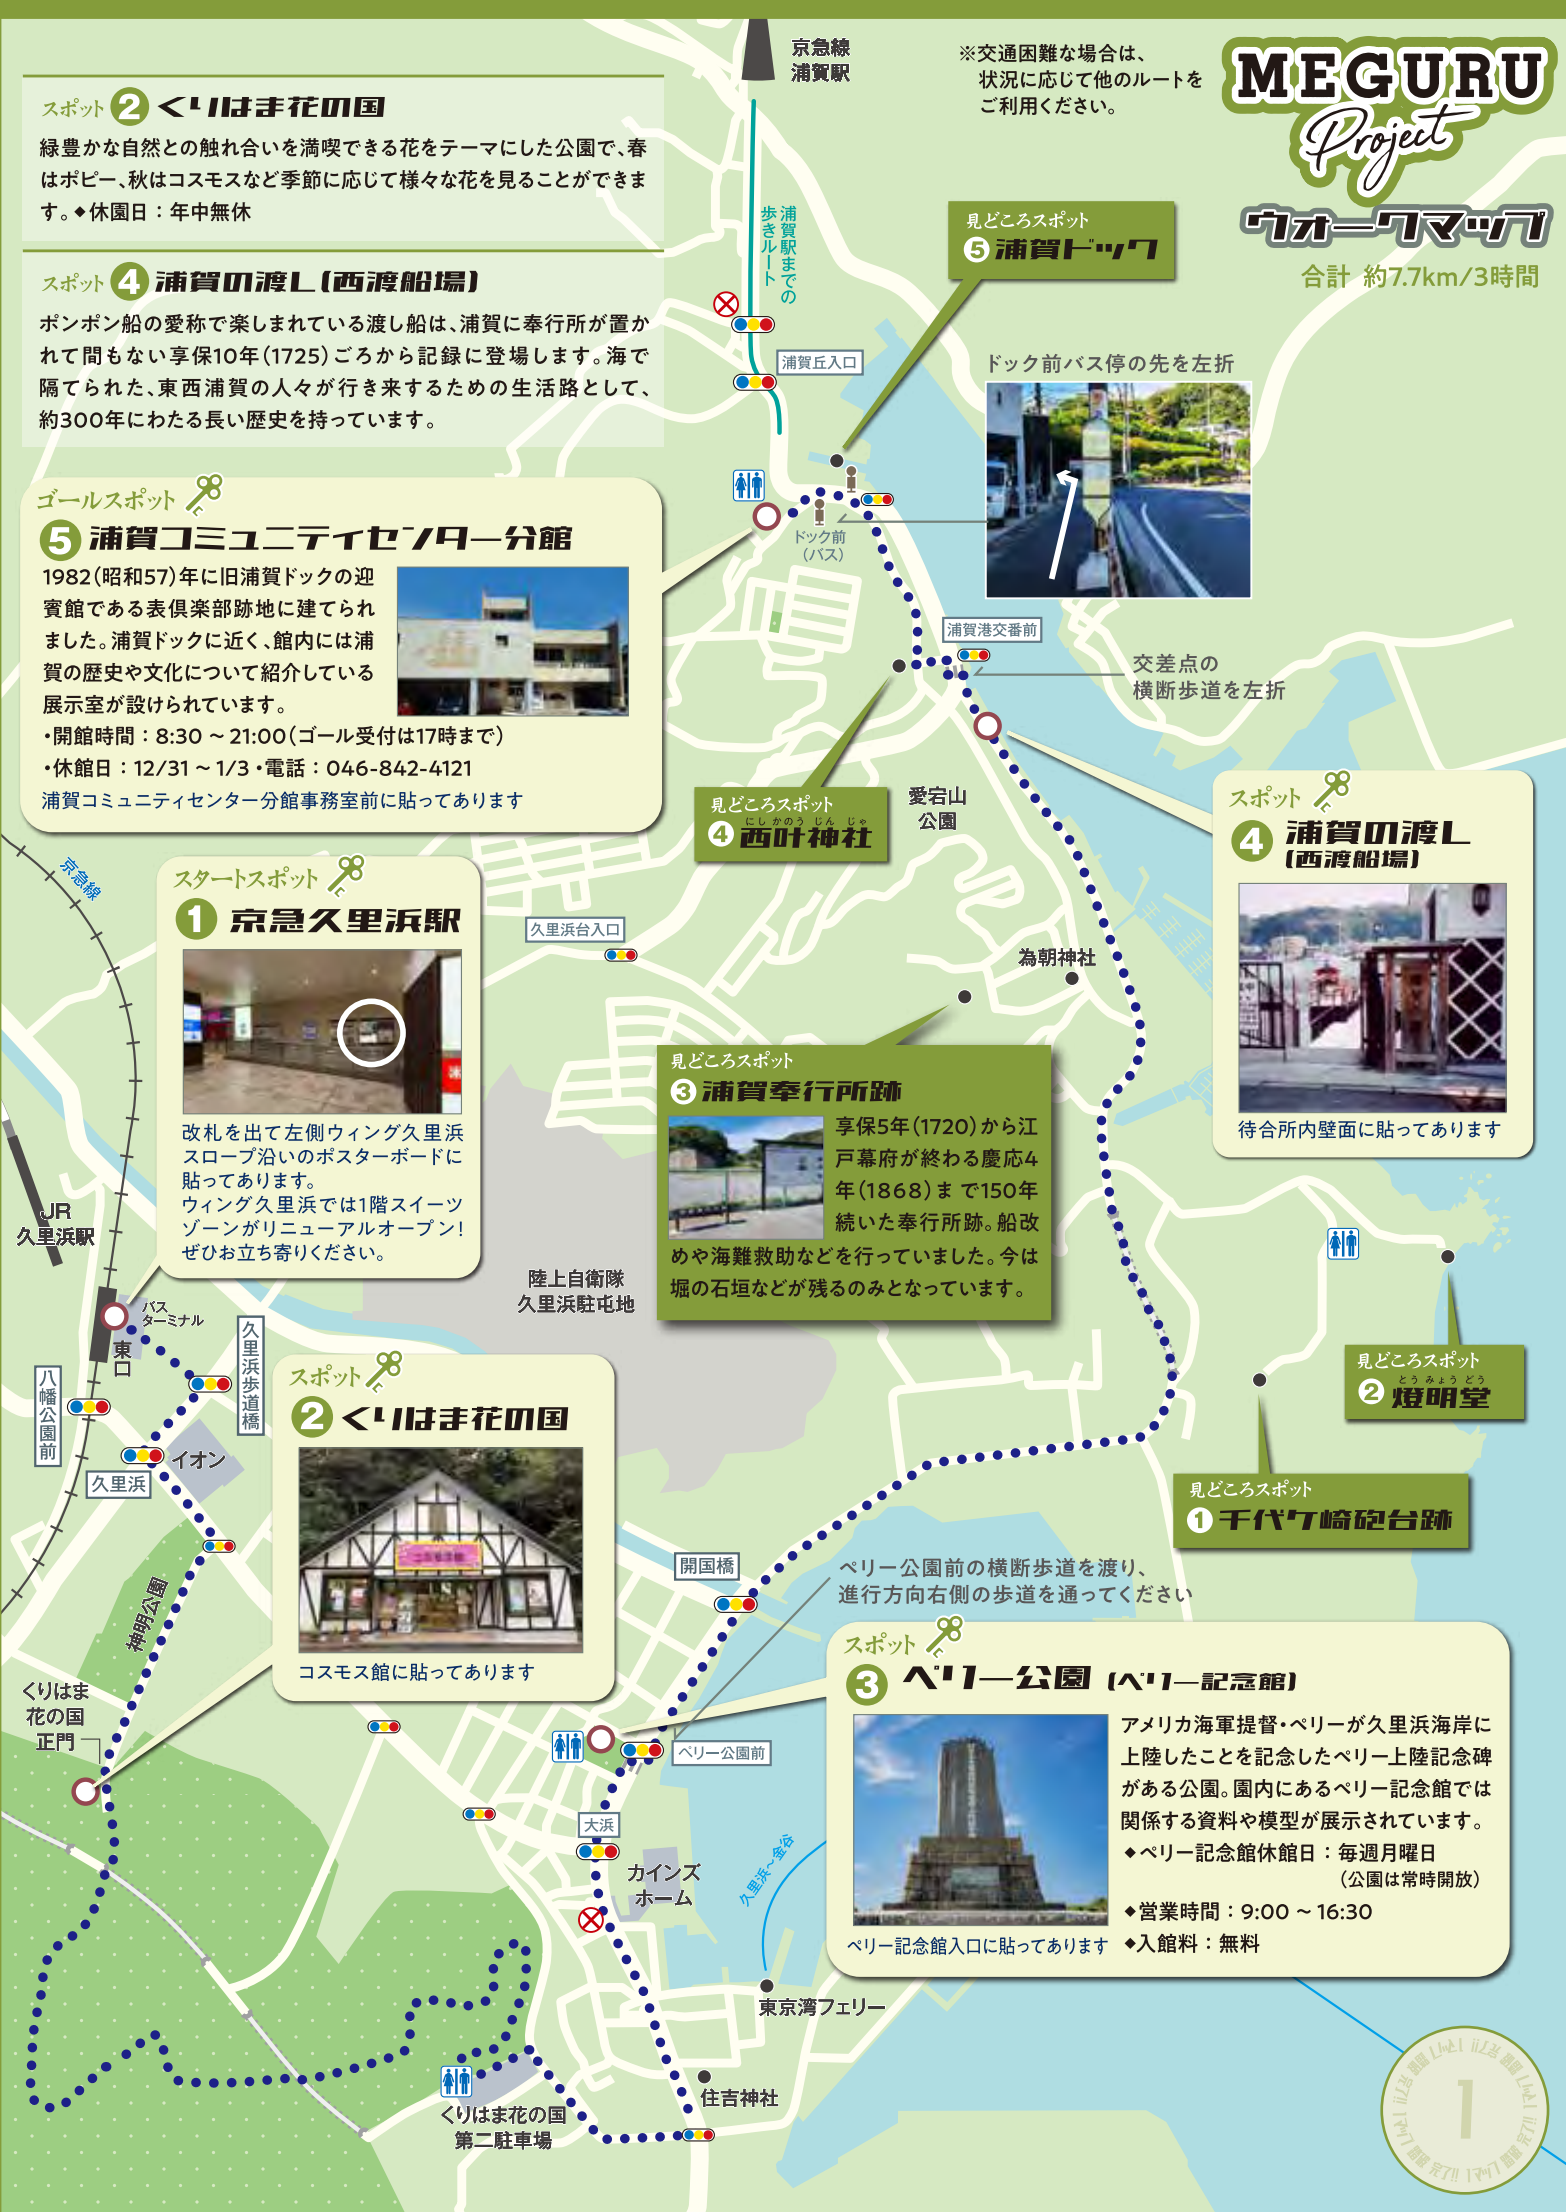 京急線
浦賀駅
※交通困難な場合は、
状況に応じて他のルートを
ご利用ください。
MEGURU
Project
ウォークマップ
合計 約7.7km/3時間
スポット 2 くりはま花の国
緑豊かな自然との触れ合いを満喫できる花をテーマにした公園で、春
はポピー、秋はコスモスなど季節に応じて様々な花を見ることができま
す。◆休園日：年中無休
スポット 4 浦賀の渡し(西渡船場)
ポンポン船の愛称で楽しまれている渡し船は、浦賀に奉行所が置か
れて間もない享保10年(1725)ごろから記録に登場します。海で
隔てられた、東西浦賀の人々が行き来するための生活路として、
約300年にわたる長い歴史を持っています。
浦賀駅までの
歩きルート
見どころスポット
5 浦賀ドック
浦賀丘入口
ドック前バス停の先を左折
ゴールスポット
5 浦賀コミュニティセンター分館
1982(昭和57)年に旧浦賀ドックの迎
賓館である表倶楽部跡地に建てられ
ました。浦賀ドックに近く、館内には浦
賀の歴史や文化について紹介している
展示室が設けられています。
・開館時間：8:30 ～ 21:00(ゴール受付は17時まで)
・休館日：12/31 ～ 1/3 ・電話：046-842-4121
浦賀コミュニティセンター分館事務室前に貼ってあります
ドック前
(バス)
浦賀港交番前
交差点の
横断歩道を左折
見どころスポット
にし かのう じん じゃ
4 西叶神社
愛宕山
公園
スポット
4 浦賀の渡し
(西渡船場)
待合所内壁面に貼ってあります
京急線
スタートスポット
1 京急久里浜駅
改札を出て左側ウィング久里浜
スロープ沿いのポスターボードに
貼ってあります。
ウィング久里浜では1階スイーツ
ゾーンがリニューアルオープン！
ぜひお立ち寄りください。
久里浜台入口
為朝神社
見どころスポット
3 浦賀奉行所跡
享保5年(1720)から江
戸幕府が終わる慶応4
年(1868)まで150年
続いた奉行所跡。船改
めや海難救助などを行っていました。今は
堀の石垣などが残るのみとなっています。
JR
久里浜駅
陸上自衛隊
久里浜駐屯地
バス
ターミナル
東口
久里浜歩道橋
八幡公園前
久里浜
イオン
見どころスポット
とう みょう どう
2 燈明堂
見どころスポット
1 千代ケ崎砲台跡
スポット
2 くりはま花の国
コスモス館に貼ってあります
開国橋
ペリー公園前の横断歩道を渡り、
進行方向右側の歩道を通ってください
神明公園
くりはま
花の国
正門
スポット
3 ペリー公園 (ペリー記念館)
アメリカ海軍提督・ペリーが久里浜海岸に
上陸したことを記念したペリー上陸記念碑
がある公園。園内にあるペリー記念館では
関係する資料や模型が展示されています。
◆ペリー記念館休館日：毎週月曜日
(公園は常時開放)
◆営業時間：9:00 ～ 16:30
◆入館料：無料
ペリー記念館入口に貼ってあります
ペリー公園前
大浜
カインズ
ホーム
久里浜～金谷
東京湾フェリー
住吉神社
くりはま花の国
第二駐車場
1